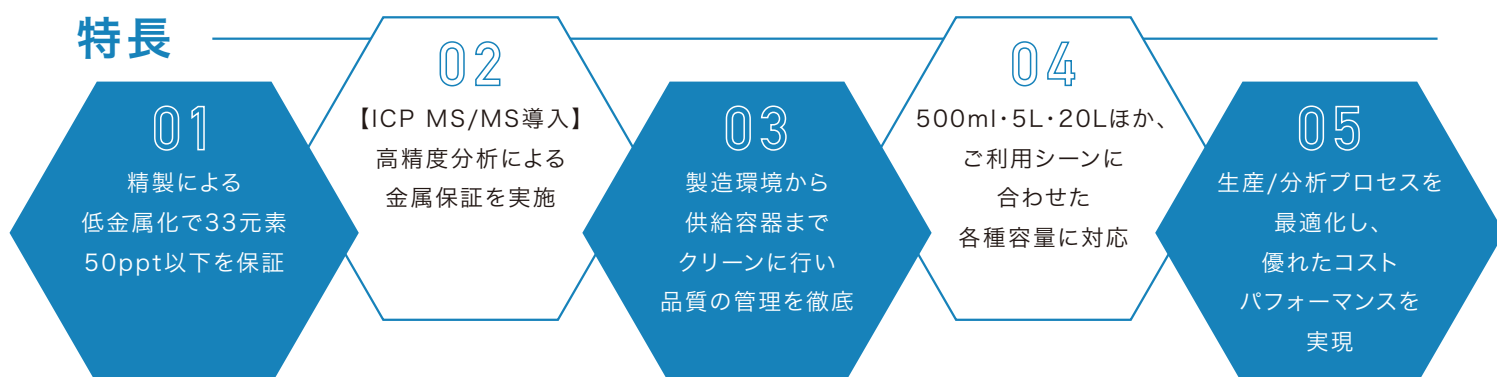 特長
01
精製による
低金属化で33元素
50ppt以下を保証
02
【ICP MS/MS導入】
高精度分析による
金属保証を実施
03
製造環境から
供給容器まで
クリーンに行い
品質の管理を徹底
04
500ml・5L・20Lほか、
ご利用シーンに
合わせた
各種容量に対応
05
生産/分析プロセスを
最適化し、
優れたコスト
パフォーマンスを
実現